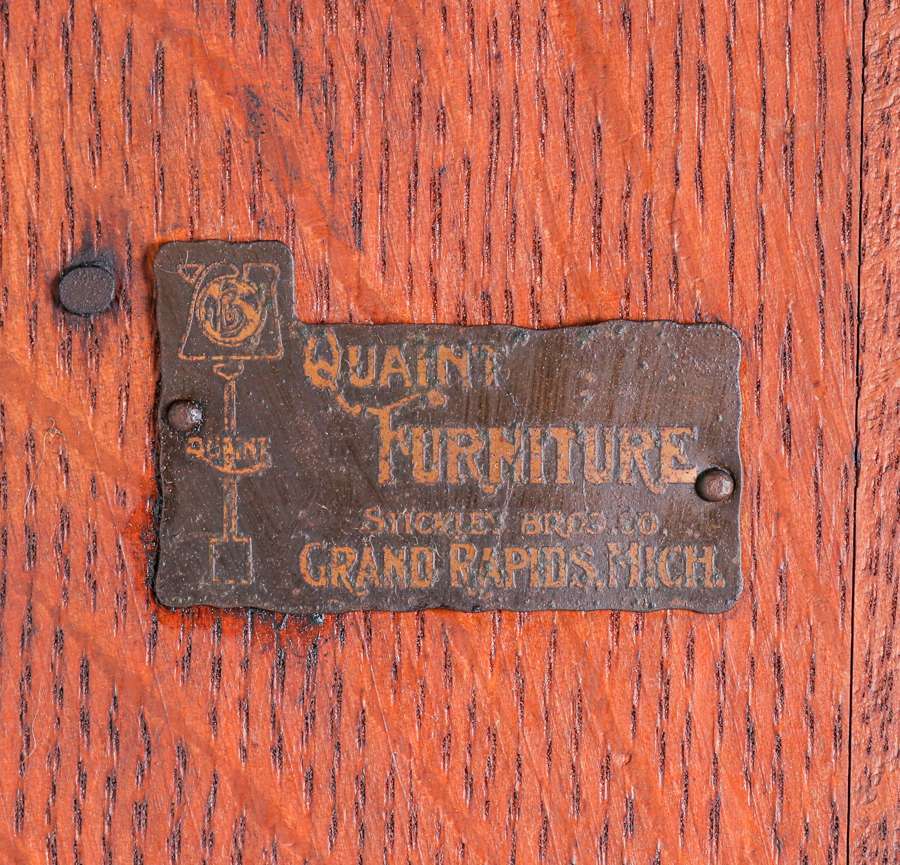 QUAINT
FURNITURE
STICKLEY BROS. CO.
GRAND RAPIDS, MICH.
QUAINT